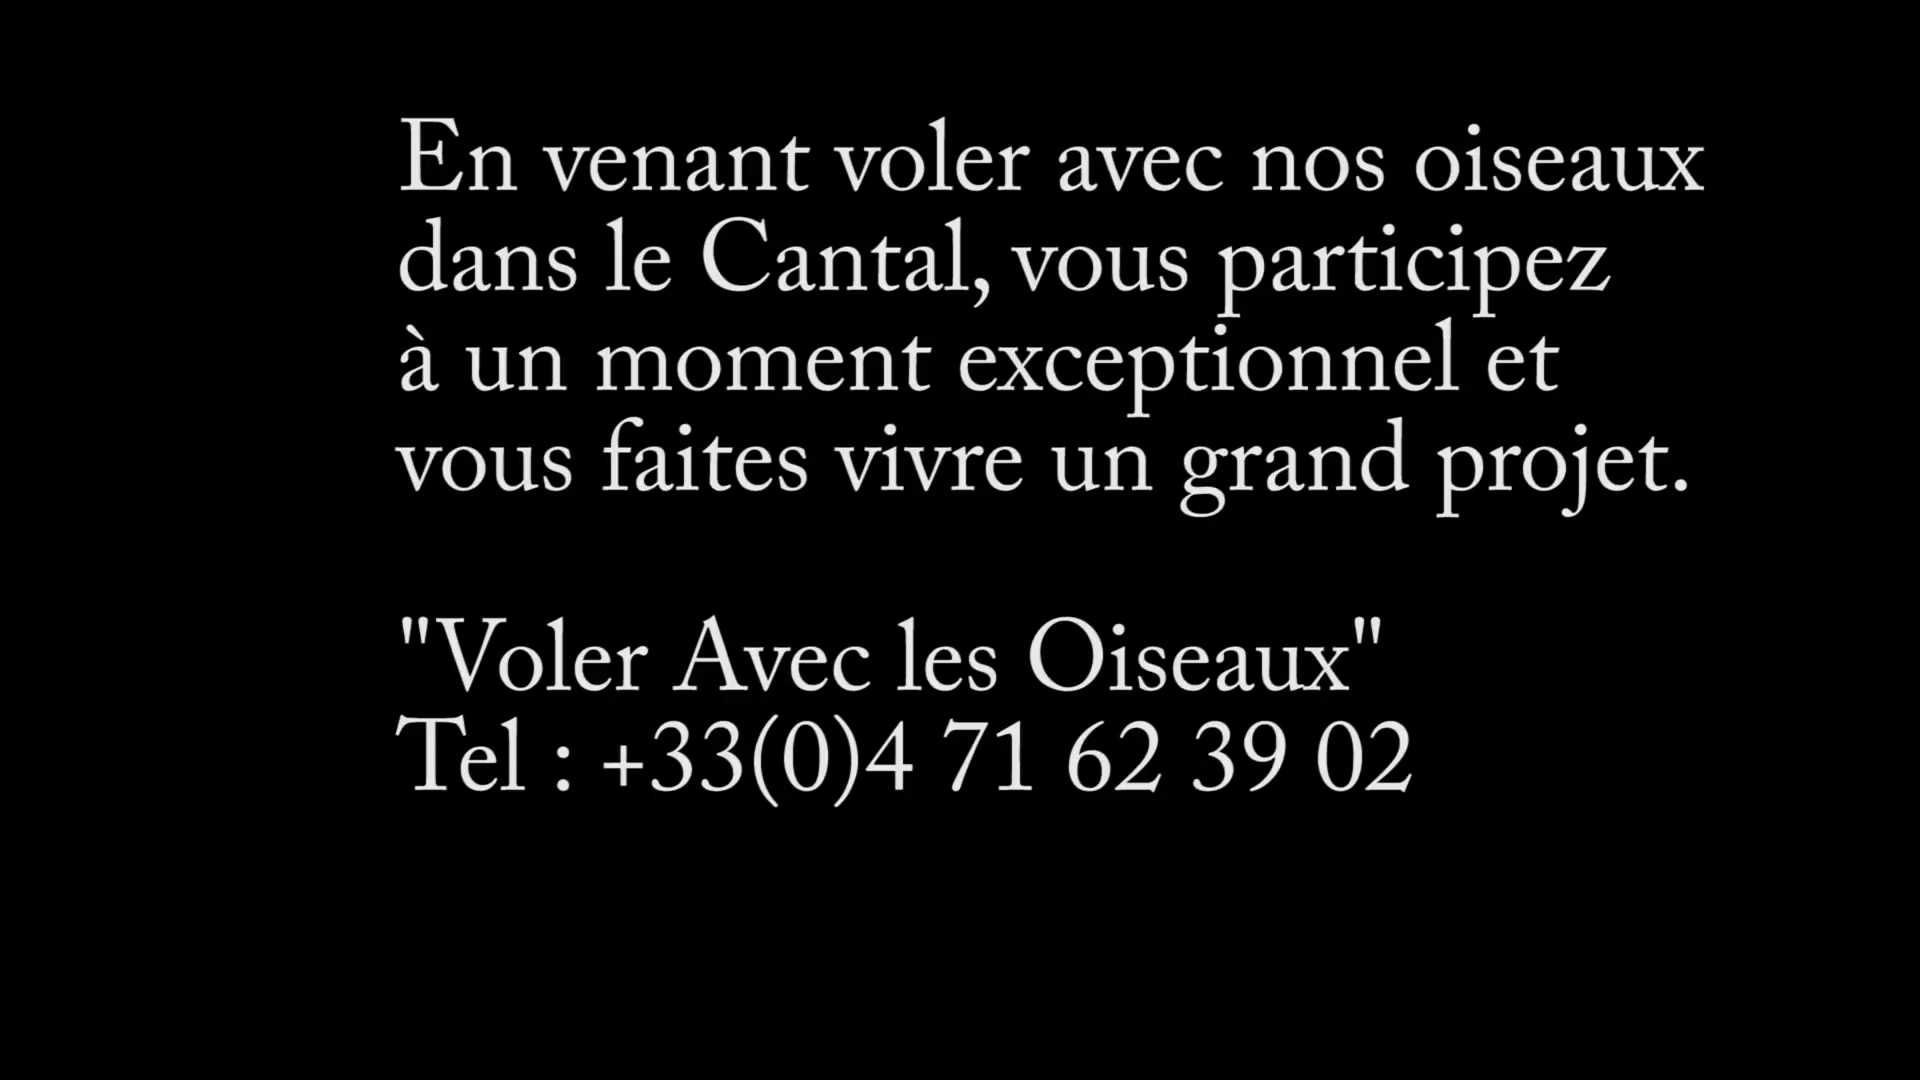 En venant voler avec nos oiseaux
dans le Cantal, vous participez
à un moment exceptionnel et
vous faites vivre un grand projet.
"Voler Avec les Oiseaux"
Tel : +33(0)4 71 62 39 02